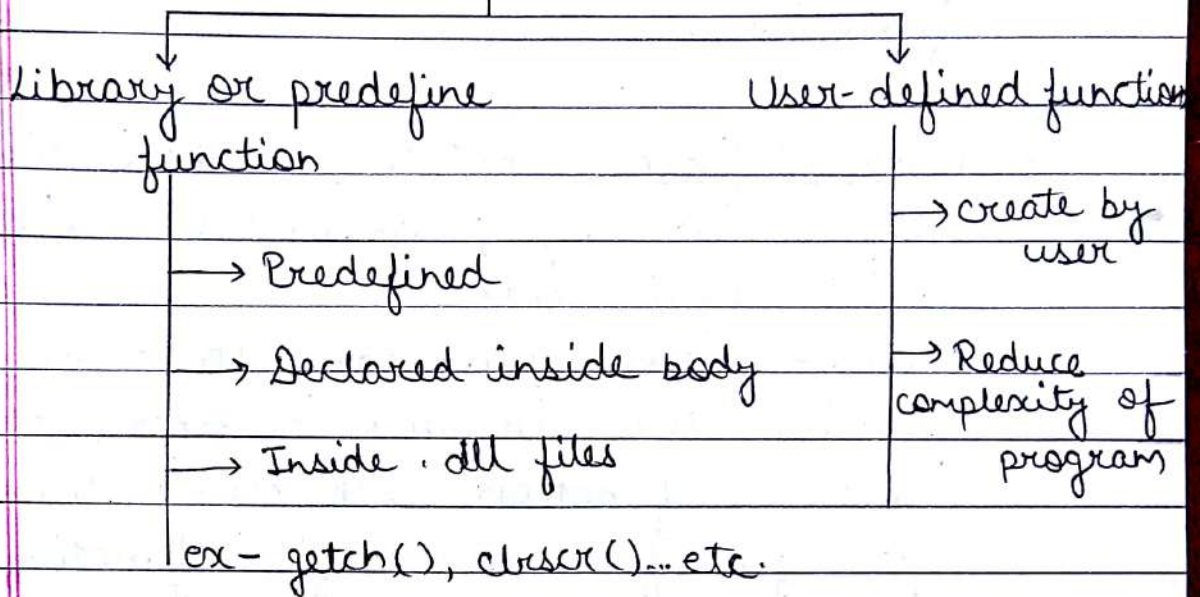 Library or predefine
function
Predefined
Declared inside body
Inside .dll files
ex- getch(), clrscr()... etc.
User-defined function
create by
user
Reduce
complexity of
program